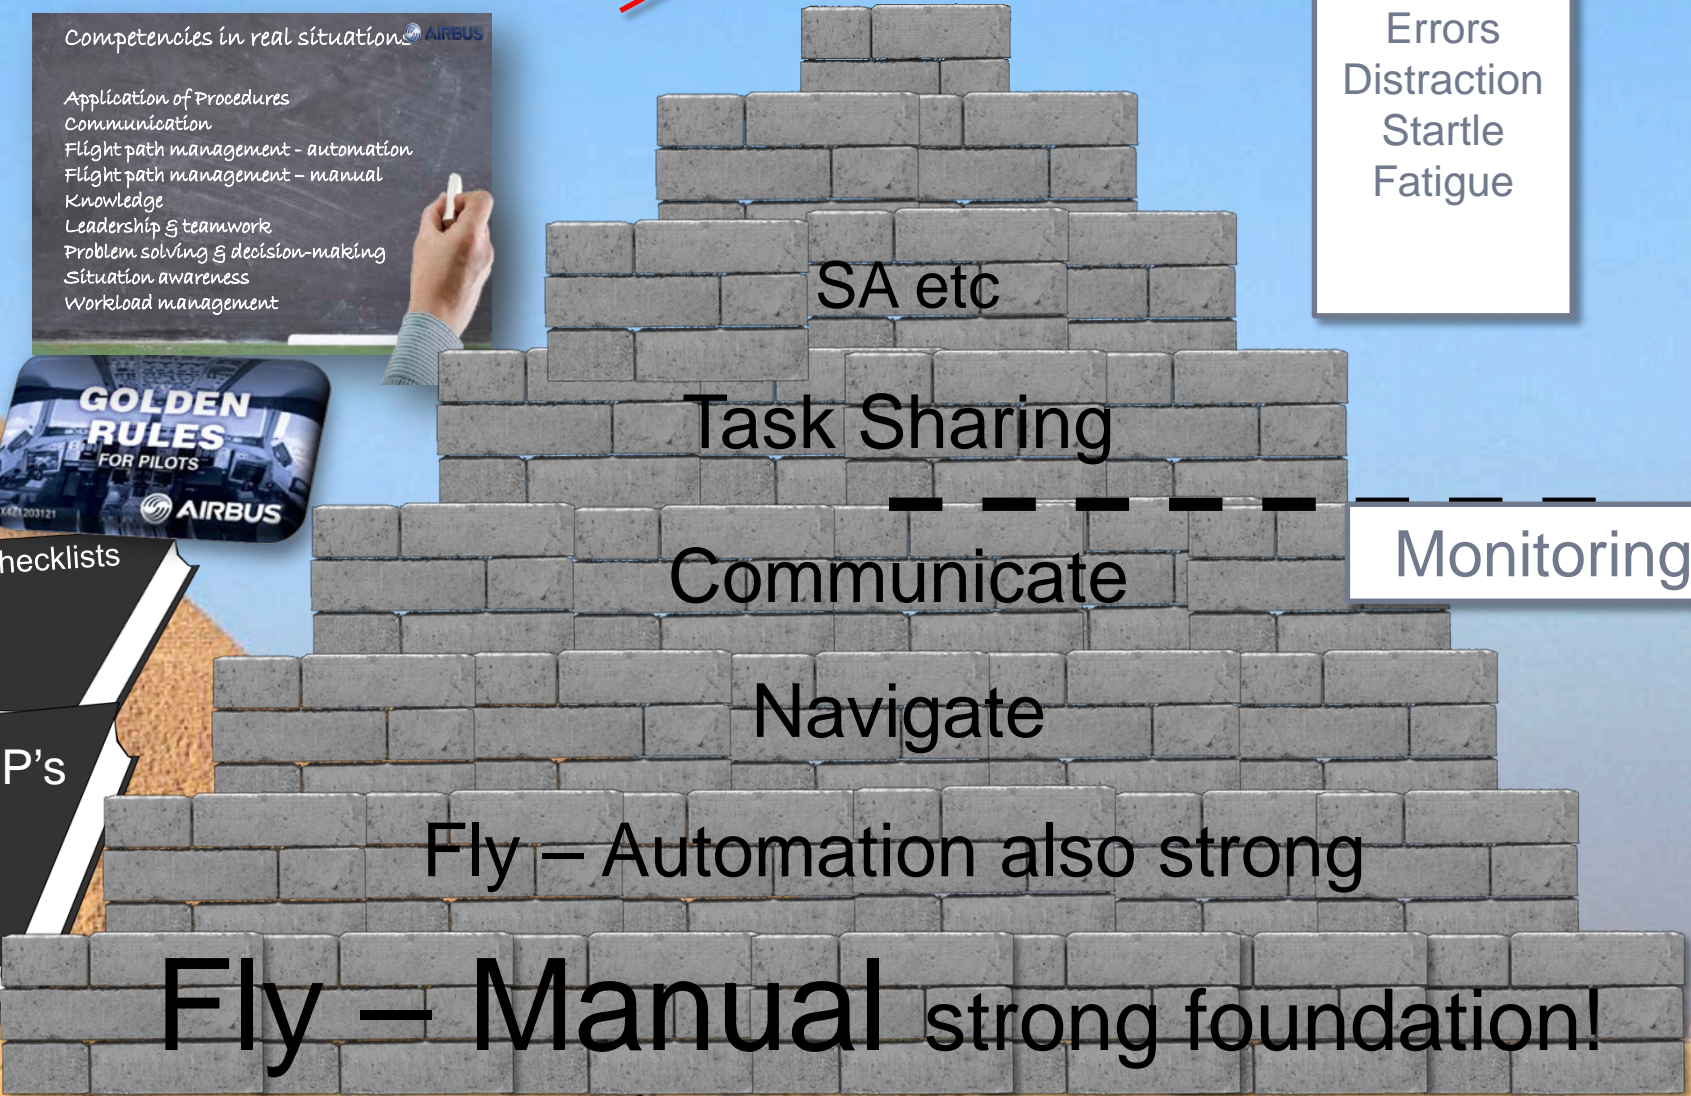 Competencies in real situations
AIRBUS
Application of Procedures
Communication
Flight path management - automation
Flight path management – manual
Knowledge
Leadership & teamwork
Problem solving & decision-making
Situation awareness
Workload management
GOLDEN
RULES
FOR PILOTS
AIRBUS
X4Z1203121
hecklists
P's
Errors
Distraction
Startle
Fatigue
SA etc
Task Sharing
Communicate
Monitoring
Navigate
Fly – Automation also strong
Fly – Manual strong foundation!